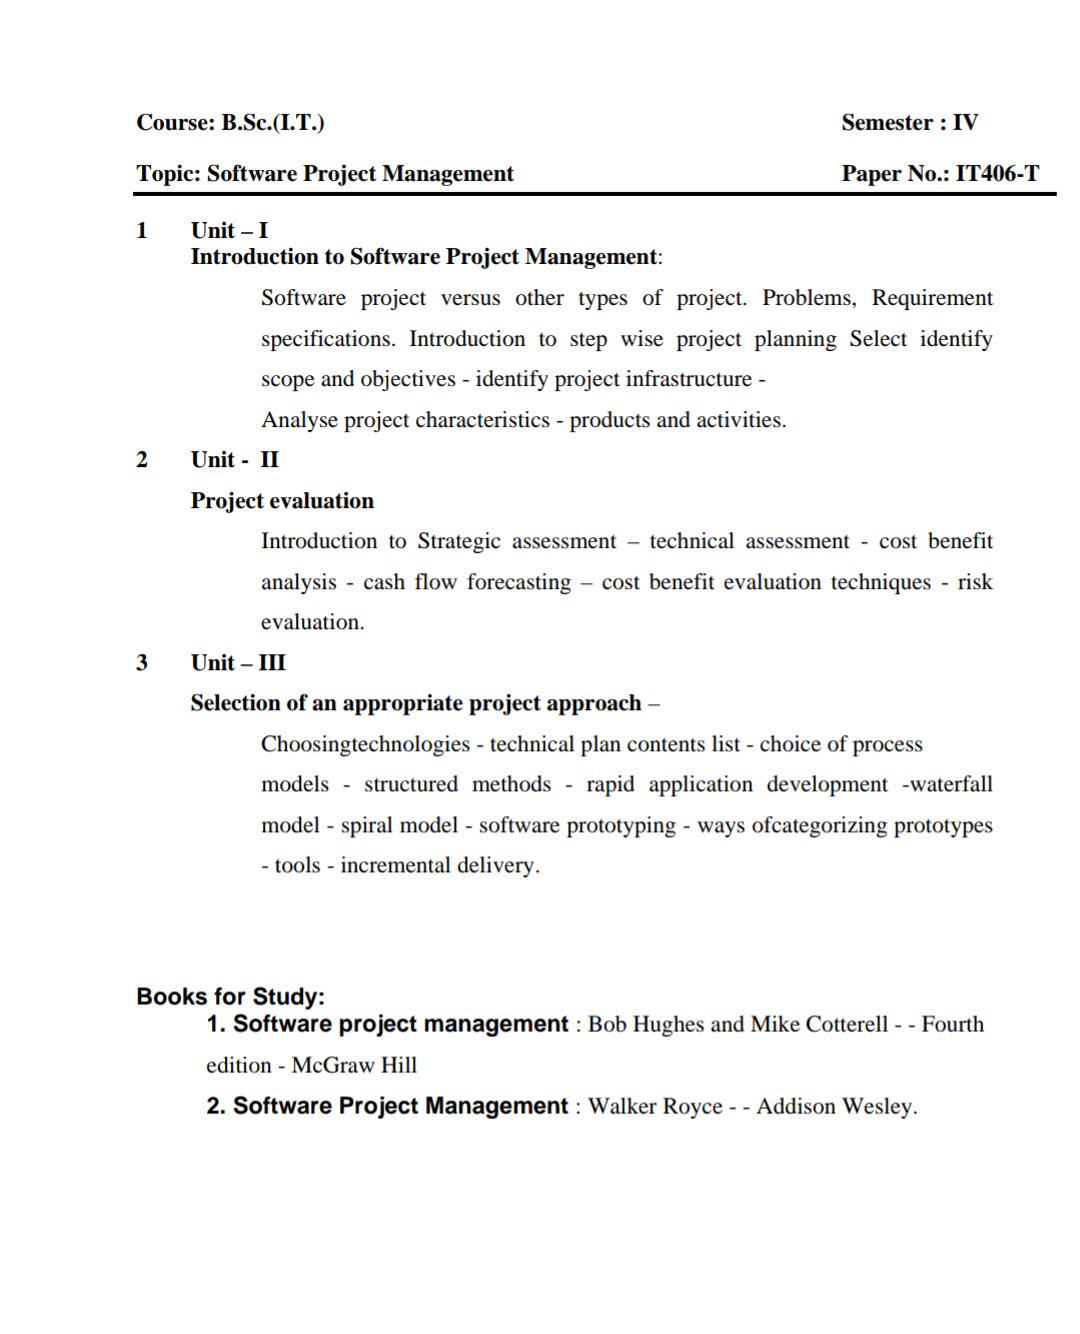 Course: B.Sc.(I.T.) Semester : IV
Topic: Software Project Management Paper No.: IT406-T
1 Unit – I
Introduction to Software Project Management:
Software project versus other types of project. Problems, Requirement
specifications. Introduction to step wise project planning Select identify
scope and objectives - identify project infrastructure -
Analyse project characteristics - products and activities.
2 Unit - II
Project evaluation
Introduction to Strategic assessment – technical assessment - cost benefit
analysis - cash flow forecasting – cost benefit evaluation techniques - risk
evaluation.
3 Unit – III
Selection of an appropriate project approach –
Choosingtechnologies - technical plan contents list - choice of process
models - structured methods - rapid application development -waterfall
model - spiral model - software prototyping - ways ofcategorizing prototypes
- tools - incremental delivery.
Books for Study:
1. Software project management : Bob Hughes and Mike Cotterell - - Fourth
edition - McGraw Hill
2. Software Project Management : Walker Royce - - Addison Wesley.